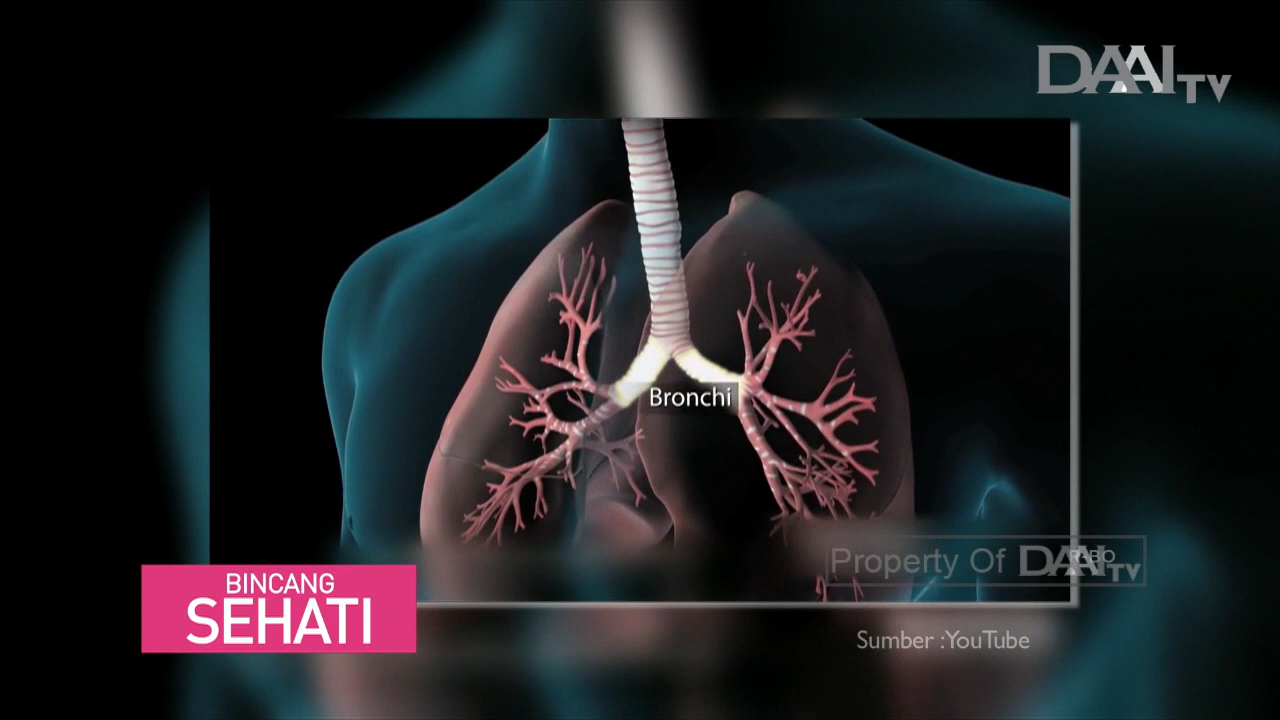 DAAI TV
Bronchi
Property Of DAAI TV
BINCANG
SEHATI
Sumber :YouTube